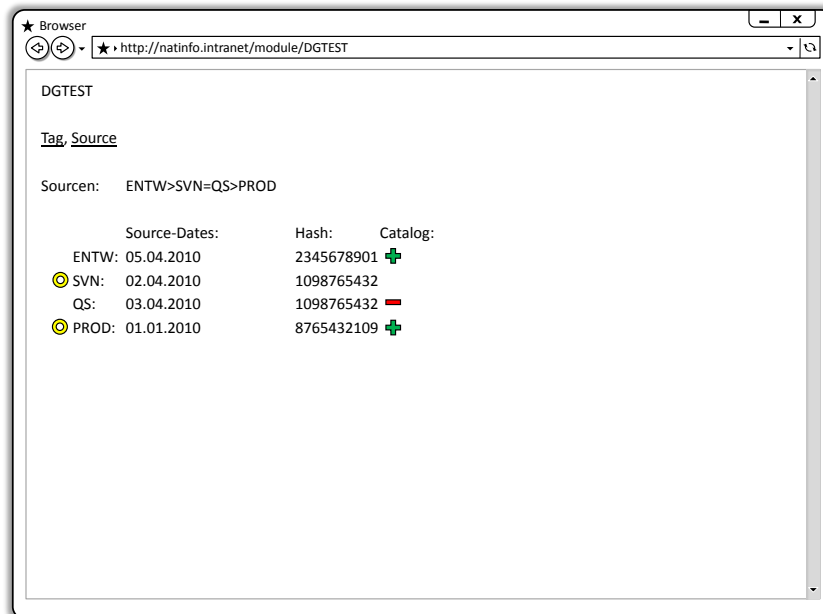 Browser
http://natinfo.intranet/module/DGTEST
DGTEST
Tag, Source
Sourcen: ENTW>SVN=QS>PROD
Source-Dates: Hash: Catalog:
ENTW: 05.04.2010 2345678901
SVN: 02.04.2010 1098765432
QS: 03.04.2010 1098765432
PROD: 01.01.2010 8765432109